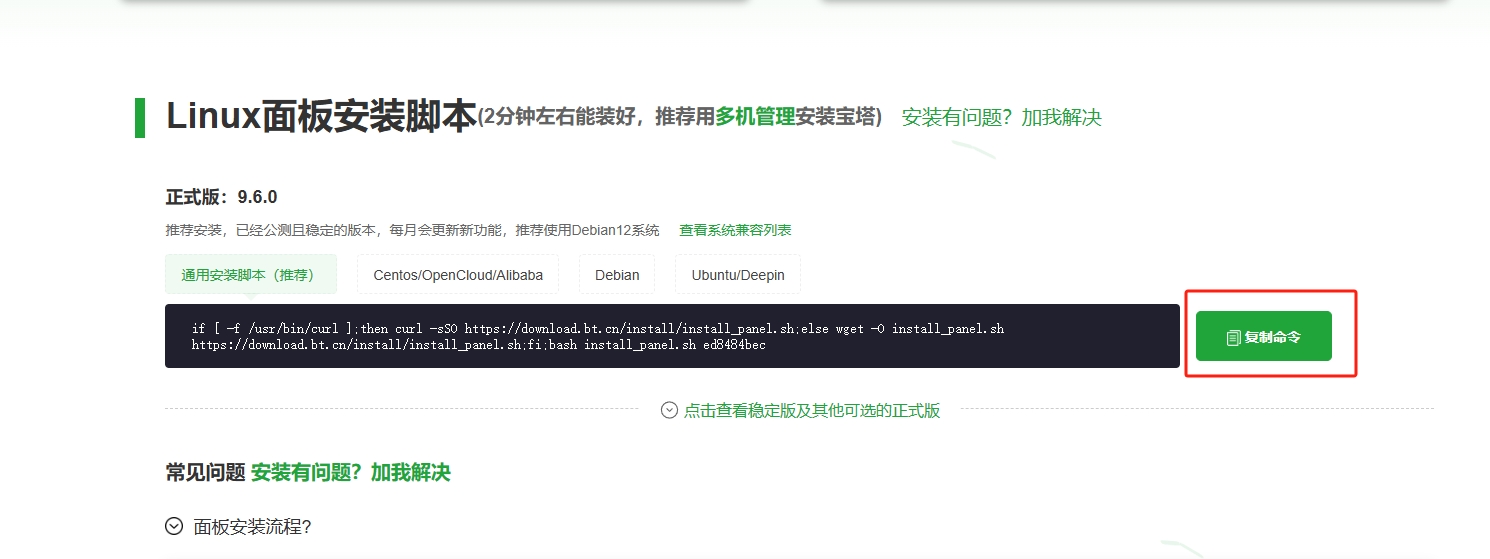 Linux面板安装脚本(2分钟左右能装好，推荐用多机管理安装宝塔) 安装有问题？加我解决
正式版：9.6.0
推荐安装，已经公测且稳定的版本，每月会更新新功能，推荐使用Debian12系统 查看系统兼容列表
通用安装脚本（推荐） Centos/OpenCloud/Alibaba Debian Ubuntu/Deepin
if [ -f /usr/bin/curl ];then curl -sSO https://download.bt.cn/install/install_panel.sh;else wget -O install_panel.sh
https://download.bt.cn/install/install_panel.sh;fi;bash install_panel.sh ed8484bec
复制命令
点击查看稳定版及其他可选的正式版
常见问题 安装有问题？加我解决
面板安装流程?